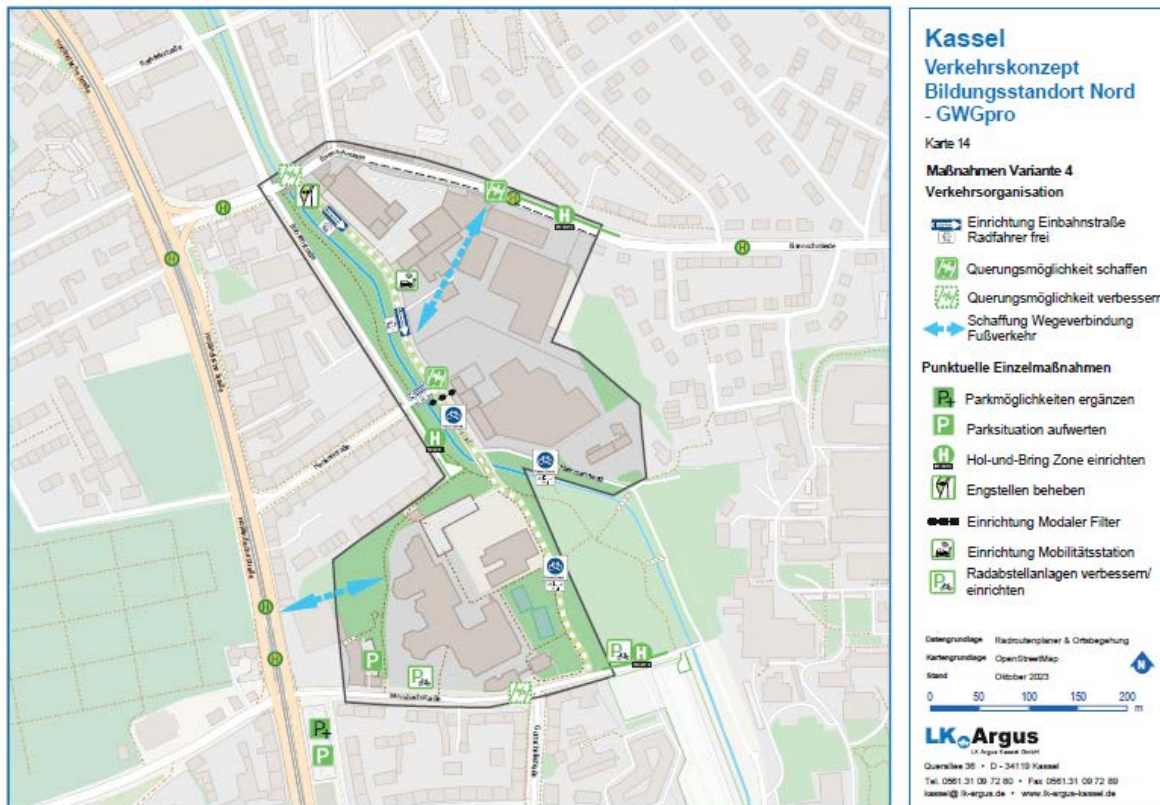 Kassel
Verkehrskonzept
Bildungsstandort Nord
- GWGpro
Karte 14
Maßnahmen Variante 4
Verkehrsorganisation
Einrichtung Einbahnstraße
Radfahrer frei
Querungsmöglichkeit schaffen
Querungsmöglichkeit verbessern
Schaffung Wegeverbindung
Fußverkehr
Punktuelle Einzelmaßnahmen
P+ Parkmöglichkeiten ergänzen
P Parksituation aufwerten
H Hol-und-Bring Zone einrichten
Engstellen beheben
Einrichtung Modaler Filter
Einrichtung Mobilitätsstation
P Radabstellanlagen verbessern/
einrichten
Datengrundlage Radroutenplaner & Ortsbegehung
Kartengrundlage OpenStreetMap
Stand Oktober 2023
N
0 50 100 150 200
m
LK Argus
LK Argus Kassel GmbH
Querallee 36 • D - 34119 Kassel
Tel. 0561.31 09 72 80 • Fax 0561.31 09 72 89
kassel@lk-argus.de • www.lk-argus-kassel.de
Holländische Straße
Holländische Straße
H
H
H
H
H
H
H
H
H
P
P
P
P+
P